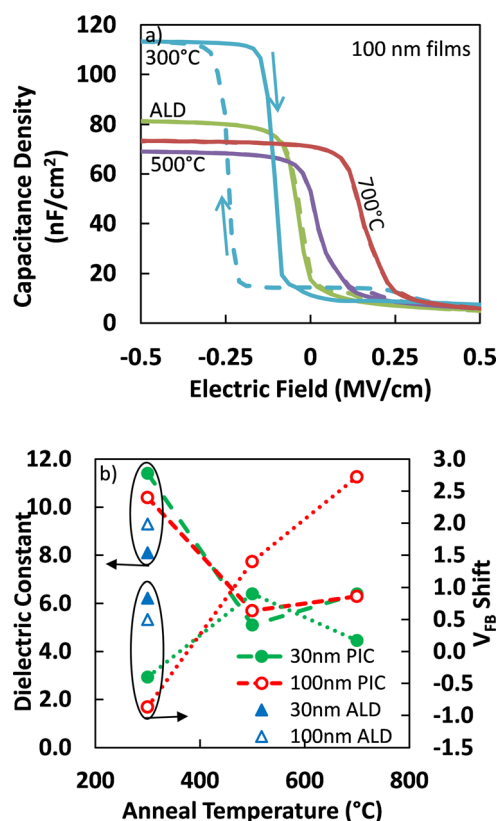 a)
100 nm films
120
100
80
60
40
20
0
Capacitance Density
(nF/cm²)
300°C
ALD
500°C
700°C
-0.5
-0.25
0
0.25
0.5
Electric Field (MV/cm)
b)
12.0
10.0
8.0
6.0
4.0
2.0
0.0
Dielectric Constant
3.0
2.5
2.0
1.5
1.0
0.5
0.0
-0.5
-1.0
-1.5
V_FB Shift
30nm PIC
100nm PIC
30nm ALD
100nm ALD
200
400
600
800
Anneal Temperature (°C)